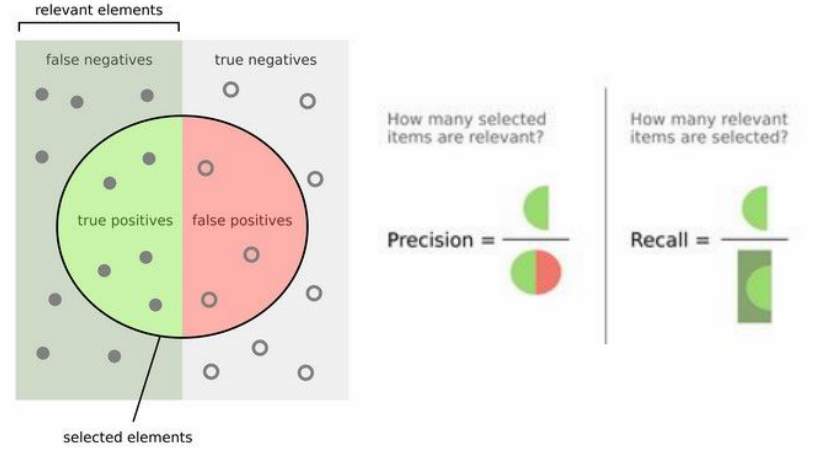 relevant elements
false negatives
true negatives
true positives
false positives
selected elements
How many selected
items are relevant?
Precision =
How many relevant
items are selected?
Recall =